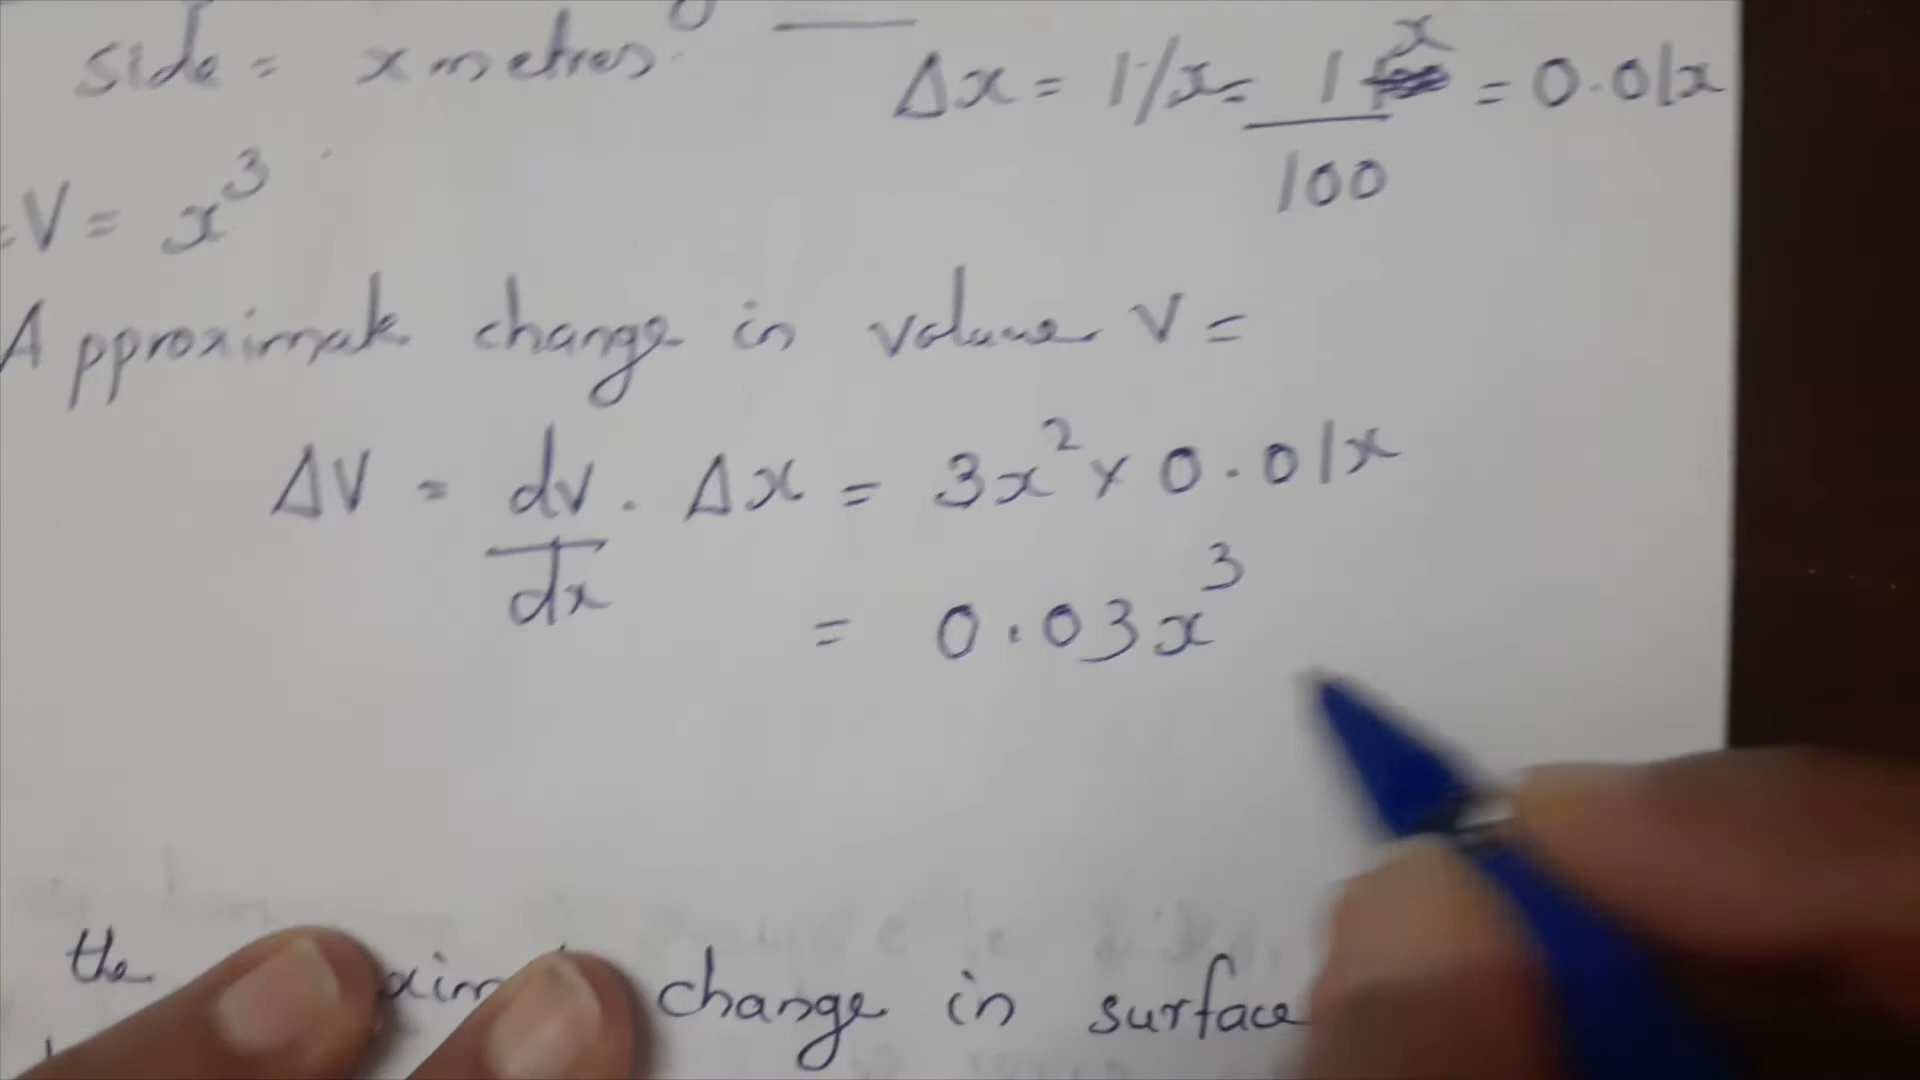 side = x metres.
Δx = 1% x = 1 x / 100 = 0.01x
V = x³
Approximate change in volume V =
ΔV = dv/dx . Δx = 3x² × 0.01x
= 0.03x³
the change in surface